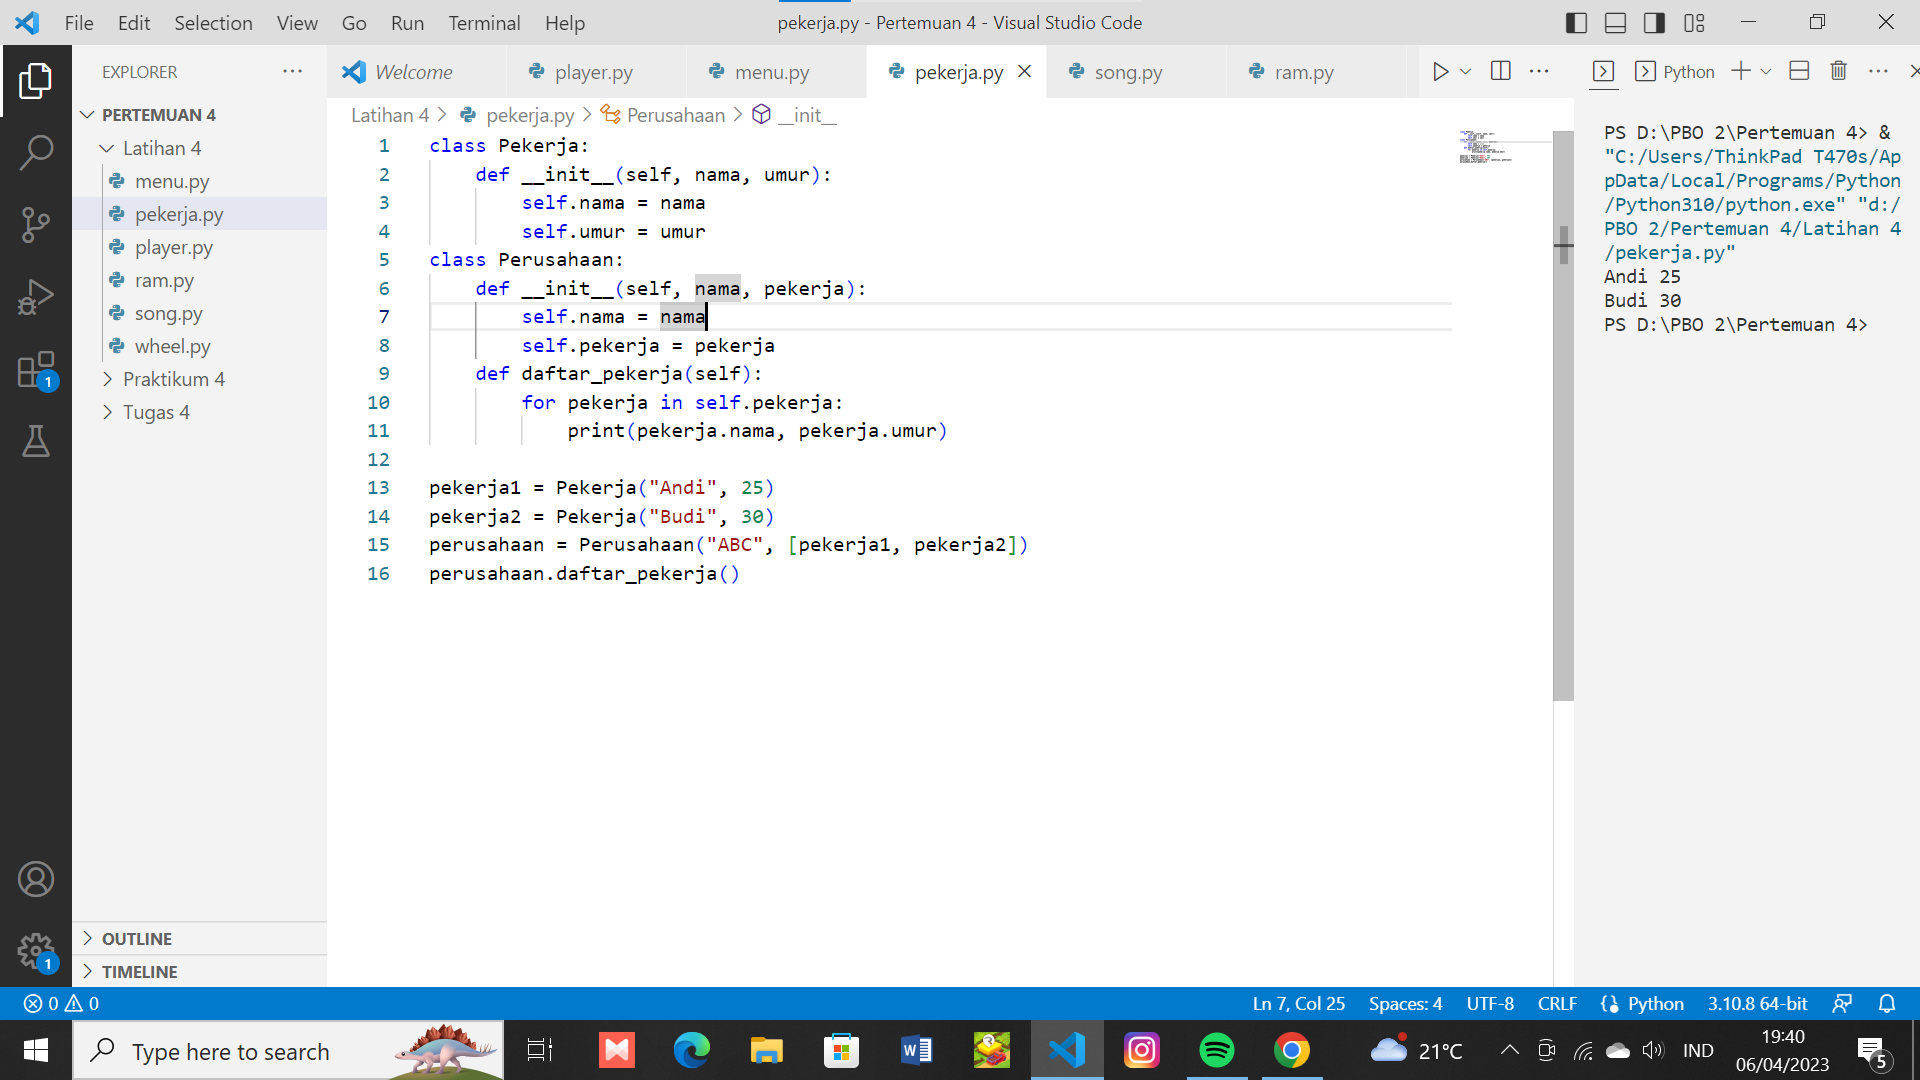 File Edit Selection View Go Run Terminal Help
pekerja.py - Pertemuan 4 - Visual Studio Code
EXPLORER
Welcome
player.py
menu.py
pekerja.py
song.py
ram.py
Python
PERTEMUAN 4
Latihan 4
menu.py
pekerja.py
player.py
ram.py
song.py
wheel.py
Praktikum 4
Tugas 4
OUTLINE
TIMELINE
1
1
Latihan 4 > pekerja.py > Perusahaan > __init__
1 class Pekerja:
2     def __init__(self, nama, umur):
3         self.nama = nama
4         self.umur = umur
5 class Perusahaan:
6     def __init__(self, nama, pekerja):
7         self.nama = nama
8         self.pekerja = pekerja
9     def daftar_pekerja(self):
10         for pekerja in self.pekerja:
11             print(pekerja.nama, pekerja.umur)
12
13 pekerja1 = Pekerja("Andi", 25)
14 pekerja2 = Pekerja("Budi", 30)
15 perusahaan = Perusahaan("ABC", [pekerja1, pekerja2])
16 perusahaan.daftar_pekerja()
PS D:\PBO 2\Pertemuan 4> &
"C:/Users/ThinkPad T470s/Ap
pData/Local/Programs/Python
/Python310/python.exe" "d:/
PBO 2/Pertemuan 4/Latihan 4
/pekerja.py"
Andi 25
Budi 30
PS D:\PBO 2\Pertemuan 4>
0 0
Ln 7, Col 25 Spaces: 4 UTF-8 CRLF Python 3.10.8 64-bit
Type here to search
21°C
IND
19:40
06/04/2023
5